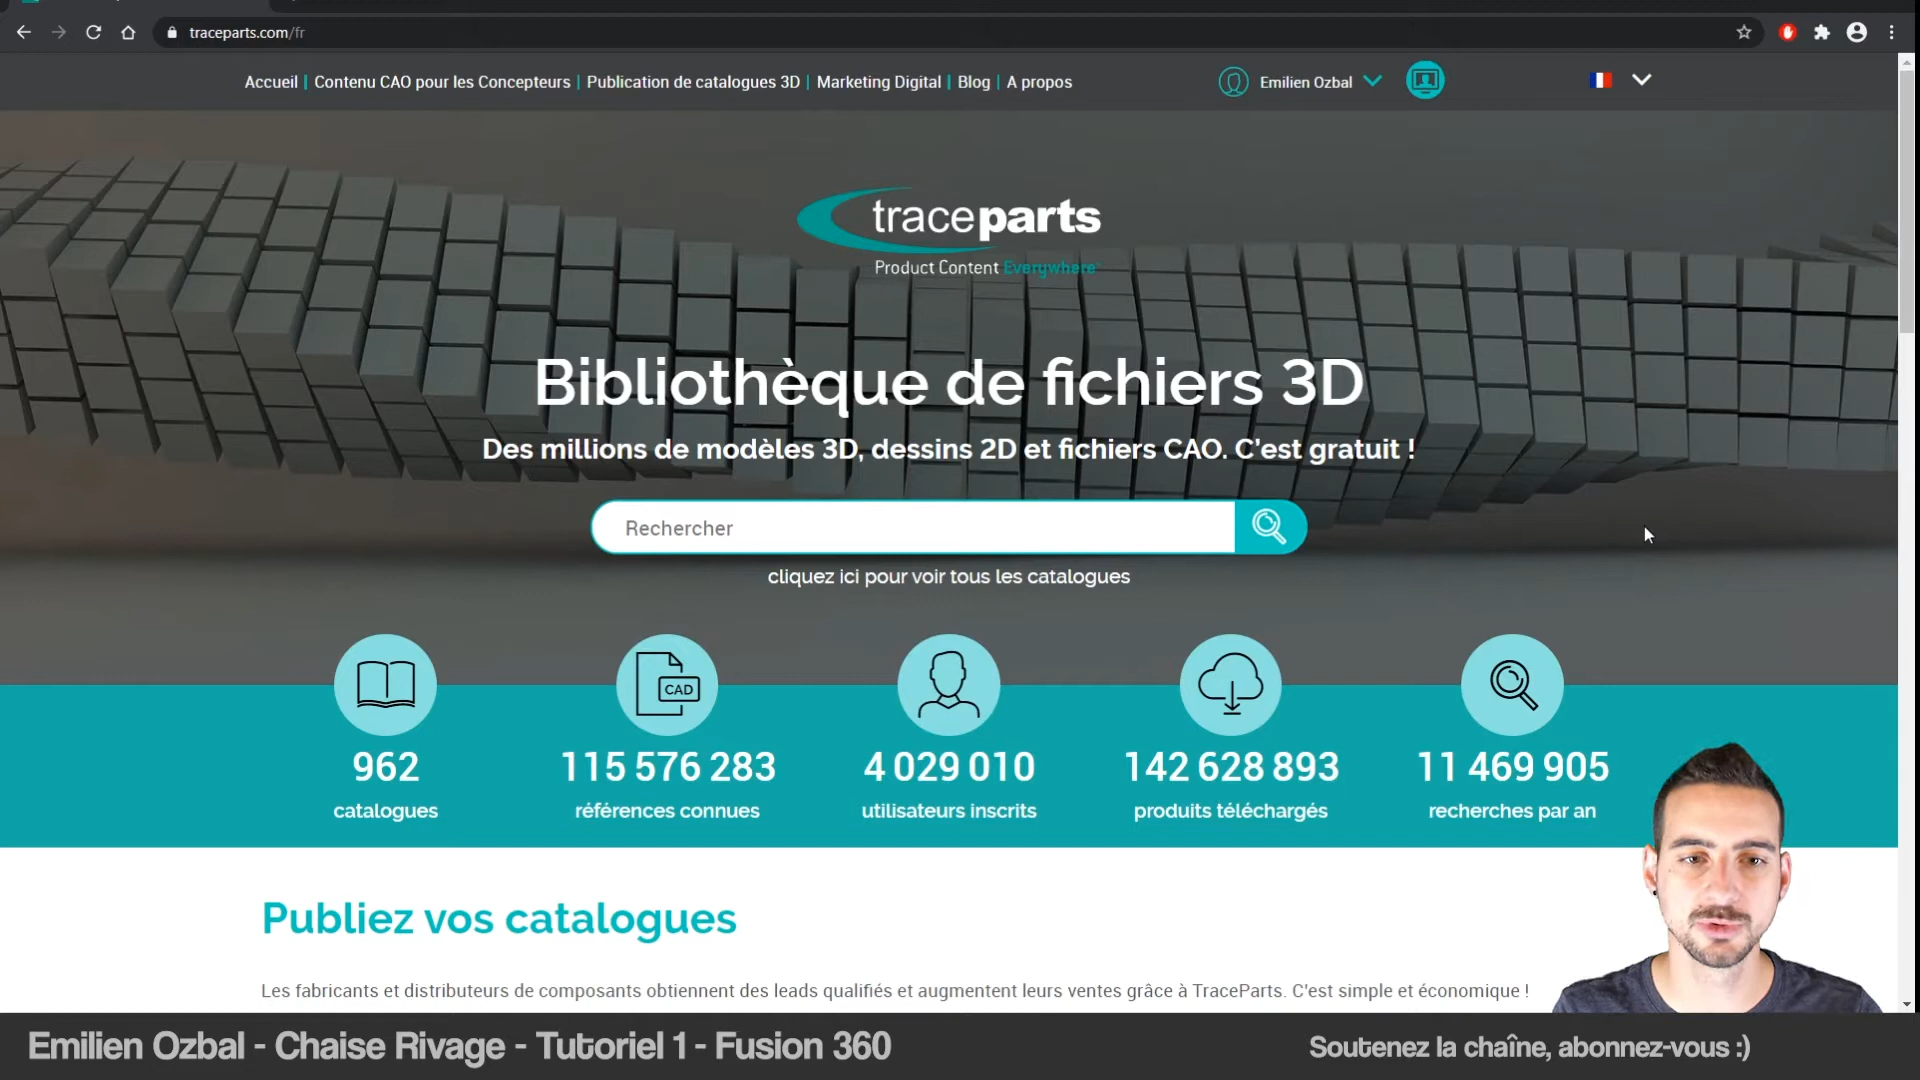 traceparts.com/fr
Accueil | Contenu CAO pour les Concepteurs | Publication de catalogues 3D | Marketing Digital | Blog | A propos
Emilien Ozbal
traceparts
Product Content Everywhere
Bibliothèque de fichiers 3D
Des millions de modèles 3D, dessins 2D et fichiers CAO. C'est gratuit !
Rechercher
cliquez ici pour voir tous les catalogues
CAD
962
catalogues
115 576 283
références connues
4 029 010
utilisateurs inscrits
142 628 893
produits téléchargés
11 469 905
recherches par an
Publiez vos catalogues
Les fabricants et distributeurs de composants obtiennent des leads qualifiés et augmentent leurs ventes grâce à TraceParts. C'est simple et économique !
Emilien Ozbal - Chaise Rivage - Tutoriel 1 - Fusion 360
Soutenez la chaîne, abonnez-vous :)